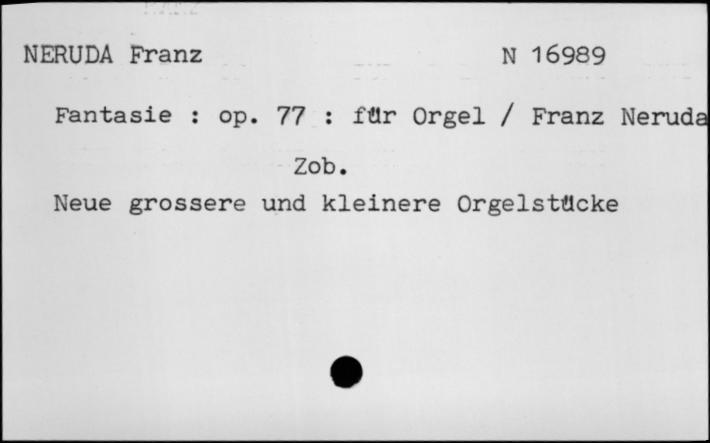 NERUDA Franz N 16989
Fantasie : op. 77 : für Orgel / Franz Neruda
Zob.
Neue grossere und kleinere Orgelstücke